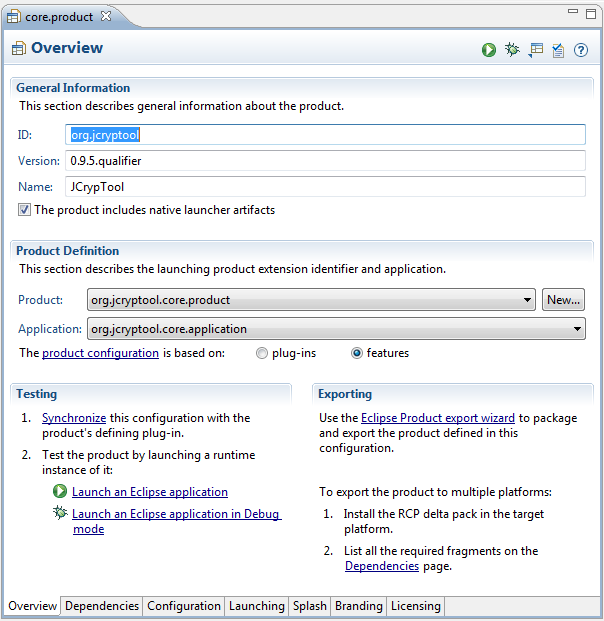 core.product
Overview
General Information
This section describes general information about the product.
ID: org.jcryptool
Version: 0.9.5.qualifier
Name: JCrypTool
The product includes native launcher artifacts
Product Definition
This section describes the launching product extension identifier and application.
Product: org.jcryptool.core.product New...
Application: org.jcryptool.core.application
The product configuration is based on: plug-ins features
Testing
1. Synchronize this configuration with the
product's defining plug-in.
2. Test the product by launching a runtime
instance of it:
Launch an Eclipse application
Launch an Eclipse application in Debug
mode
Exporting
Use the Eclipse Product export wizard to package
and export the product defined in this
configuration.
To export the product to multiple platforms:
1. Install the RCP delta pack in the target
platform.
2. List all the required fragments on the
Dependencies page.
Overview Dependencies Configuration Launching Splash Branding Licensing